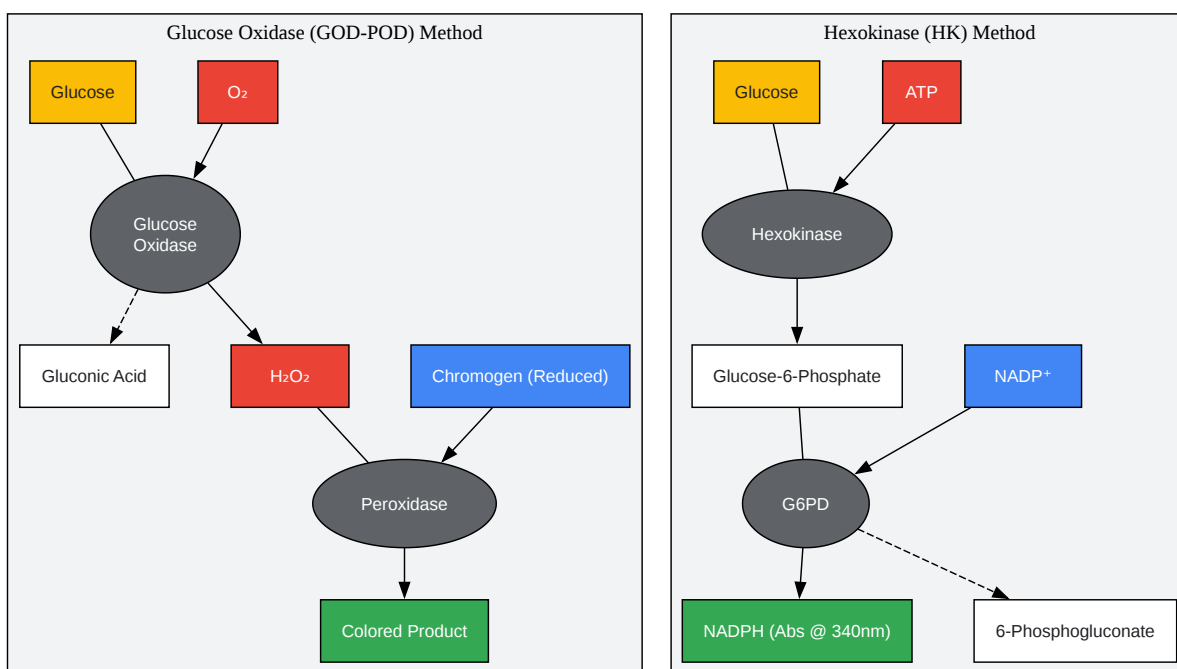 Glucose Oxidase (GOD-POD) Method
Glucose
O₂
Glucose
Oxidase
Gluconic Acid
H₂O₂
Chromogen (Reduced)
Peroxidase
Colored Product
Hexokinase (HK) Method
Glucose
ATP
Hexokinase
Glucose-6-Phosphate
NADP⁺
G6PD
NADPH (Abs @ 340nm)
6-Phosphogluconate